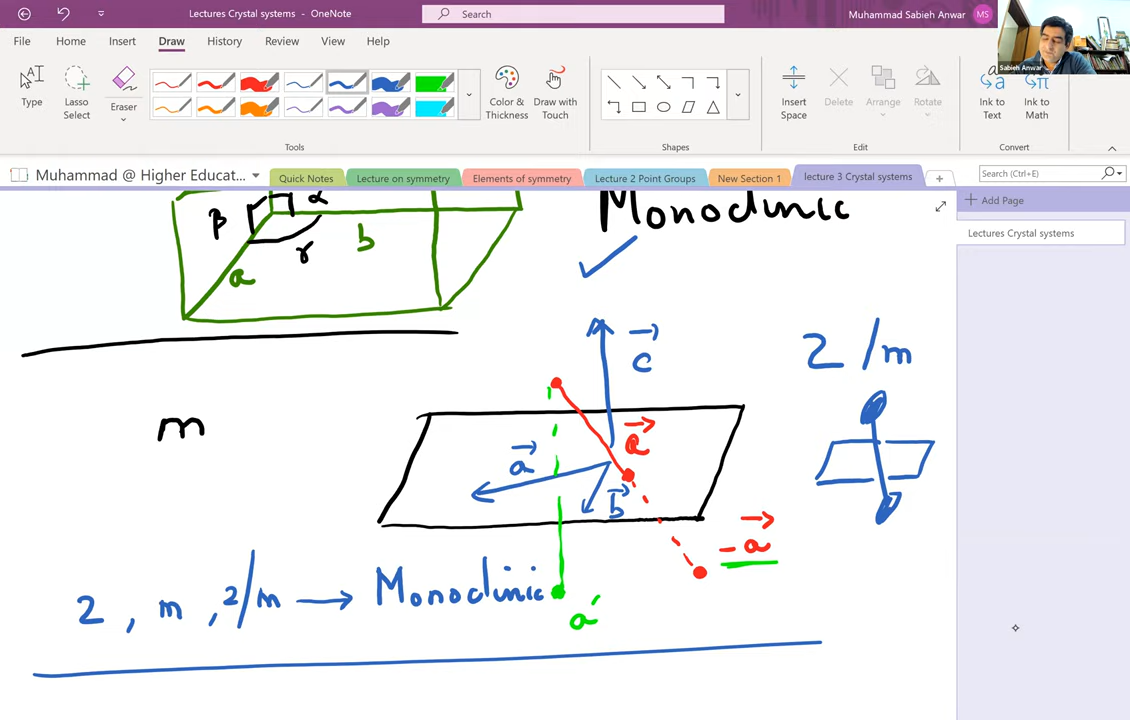 Lectures Crystal systems - OneNote
Search
Muhammad Sabieh Anwar
MS
Sabieh Anwar
File Home Insert Draw History Review View Help
Type
Lasso Select
Eraser
Color & Thickness
Draw with Touch
Insert Space
Delete
Arrange
Rotate
Ink to Text
Ink to Math
Tools
Shapes
Edit
Convert
Muhammad @ Higher Educat...
Quick Notes
Lecture on symmetry
Elements of symmetry
Lecture 2 Point Groups
New Section 1
lecture 3 Crystal systems
Search (Ctrl+E)
Add Page
Lectures Crystal systems
β α
γ b
a
Monoclinic
c
2/m
m
a
a
b
-a
2, m, 2/m → Monoclinic
a'